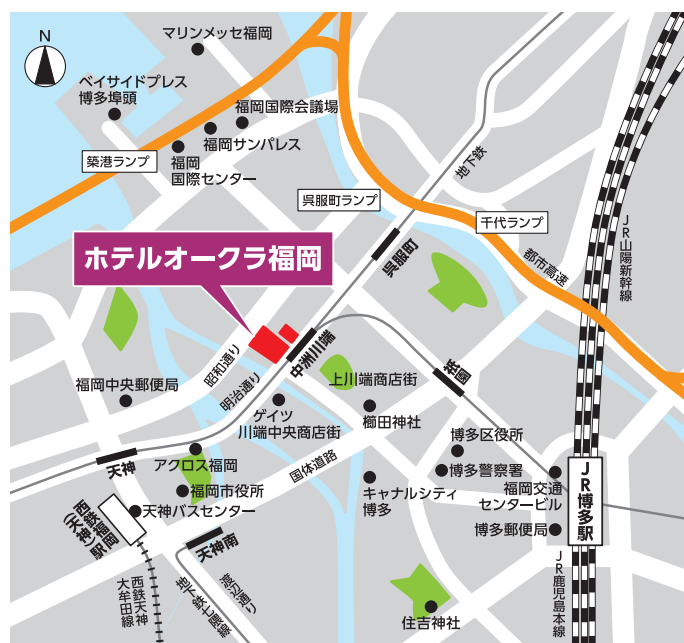 N
マリンメッセ福岡
ベイサイドプレス
博多埠頭
福岡国際会議場
福岡サンパレス
福岡
国際センター
築港ランプ
呉服町ランプ
千代ランプ
地下鉄
都市高速
JR山陽新幹線
呉服町
ホテルオークラ福岡
中洲川端
昭和通り
明治通り
祇園
上川端商店街
櫛田神社
福岡中央郵便局
ゲイツ
川端中央商店街
天神
アクロス福岡
国体道路
博多区役所
博多警察署
福岡交通
センタービル
JR博多駅
福岡市役所
キャナルシティ
博多
天神バスセンター
西鉄福岡
(天神)駅
天神南
博多郵便局
西鉄天神
大牟田線
地下鉄七隈線
渡辺通り
住吉神社
JR鹿児島本線